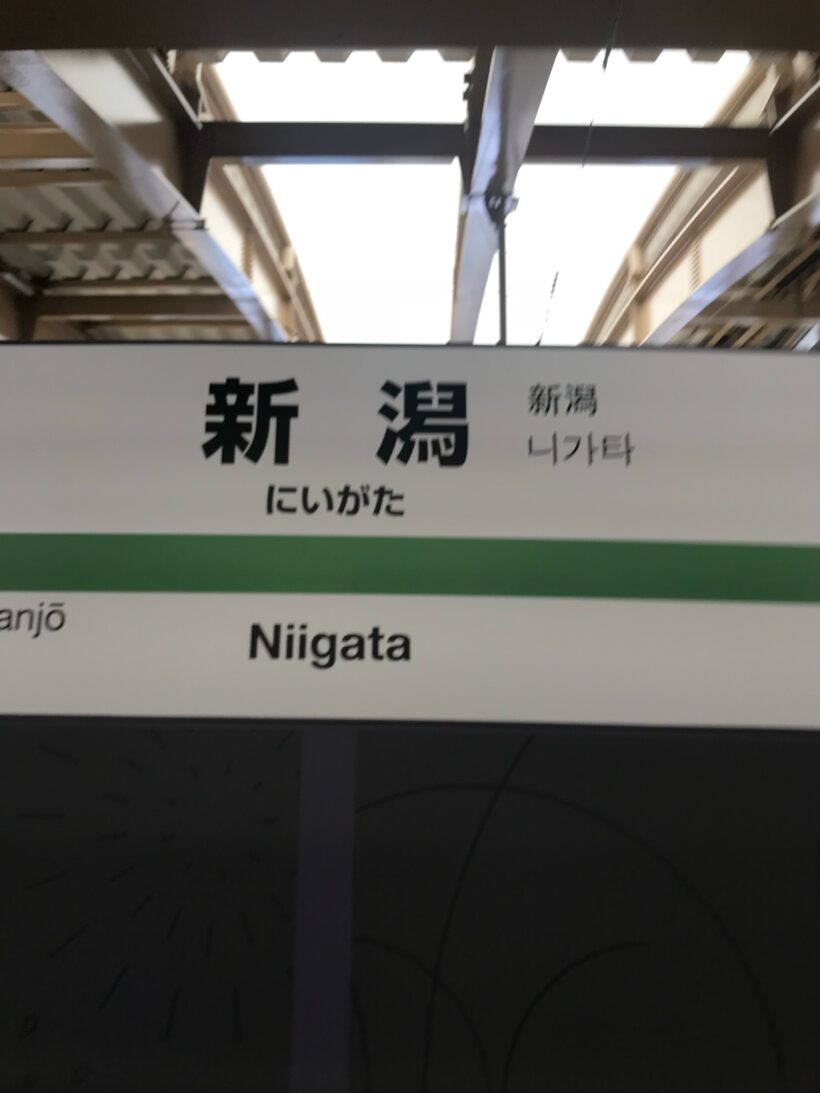 新潟
新潟
니가타
にいがた
anjō
Niigata